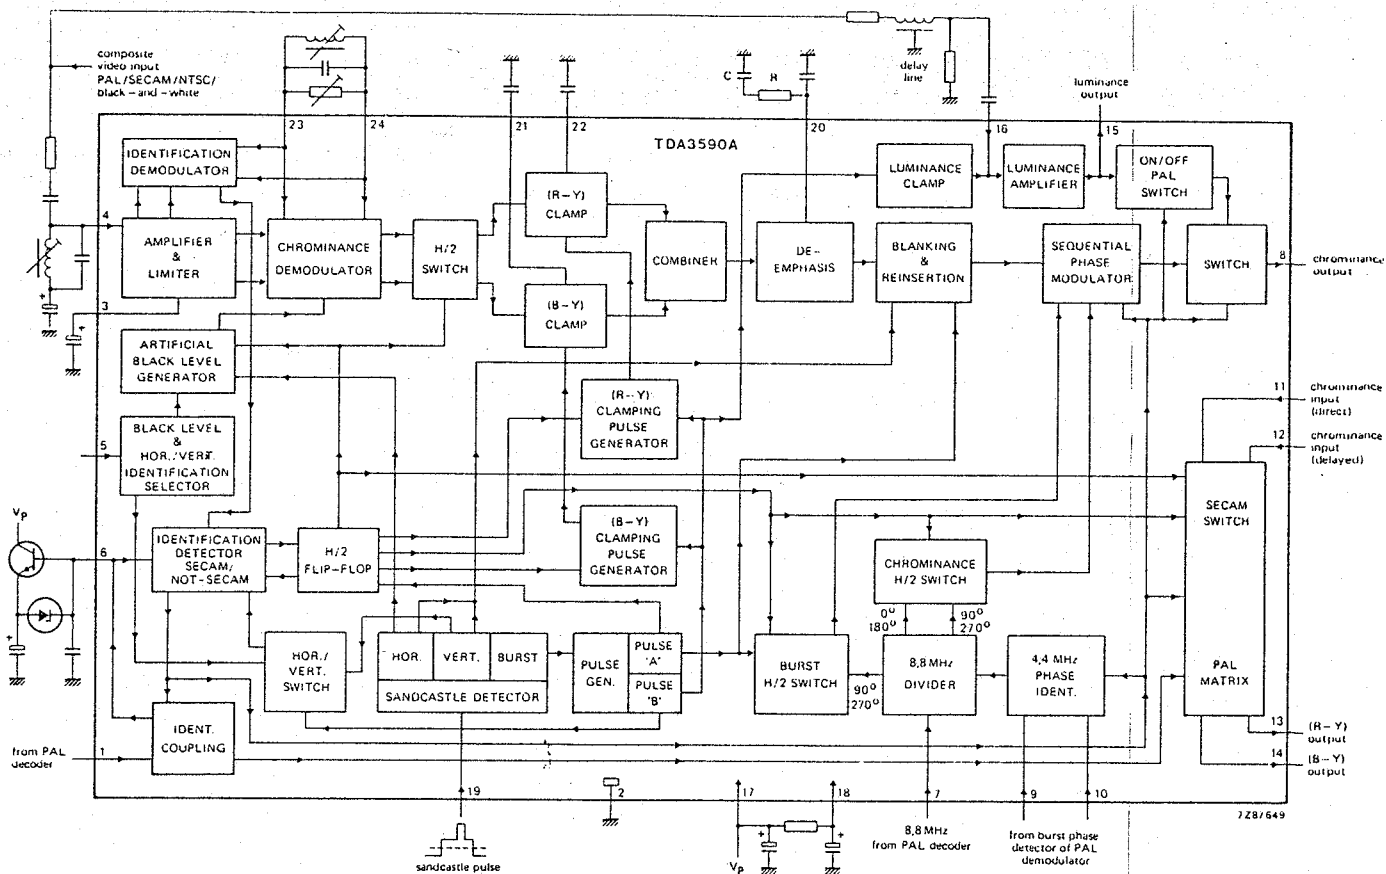 composite
video input
PAL/SECAM/NTSC/
black-and-white
23
24
21
22
C
R
20
delay
line
16
luminance
output
15
TDA3590A
IDENTIFICATION
DEMODULATOR
4
AMPLIFIER
&
LIMITER
CHROMINANCE
DEMODULATOR
H/2
SWITCH
(R-Y)
CLAMP
(B-Y)
CLAMP
COMBINER
DE-
EMPHASIS
LUMINANCE
CLAMP
LUMINANCE
AMPLIFIER
ON/OFF
PAL
SWITCH
BLANKING
&
REINSERTION
SEQUENTIAL
PHASE
MODULATOR
SWITCH
8
chrominance
output
3
ARTIFICIAL
BLACK LEVEL
GENERATOR
(R-Y)
CLAMPING
PULSE
GENERATOR
11
chrominance
input
(direct)
12
chrominance
input
(delayed)
5
BLACK LEVEL
&
HOR./VERT.
IDENTIFICATION
SELECTOR
Vp
6
IDENTIFICATION
DETECTOR
SECAM/
NOT-SECAM
H/2
FLIP-FLOP
(B-Y)
CLAMPING
PULSE
GENERATOR
CHROMINANCE
H/2 SWITCH
SECAM
SWITCH
PAL
MATRIX
0°
180°
90°
270°
HOR./
VERT.
SWITCH
HOR.
VERT.
BURST
SANDCASTLE DETECTOR
PULSE
GEN.
PULSE
'A'
PULSE
'B'
BURST
H/2 SWITCH
90°
270°
8,8 MHz
DIVIDER
4,4 MHz
PHASE
IDENT.
from PAL
decoder
1
IDENT.
COUPLING
13
(R-Y)
output
14
(B-Y)
output
19
2
17
18
7
9
10
7Z87649
sandcastle pulse
Vp
8,8 MHz
from PAL decoder
from burst phase
detector of PAL
demodulator